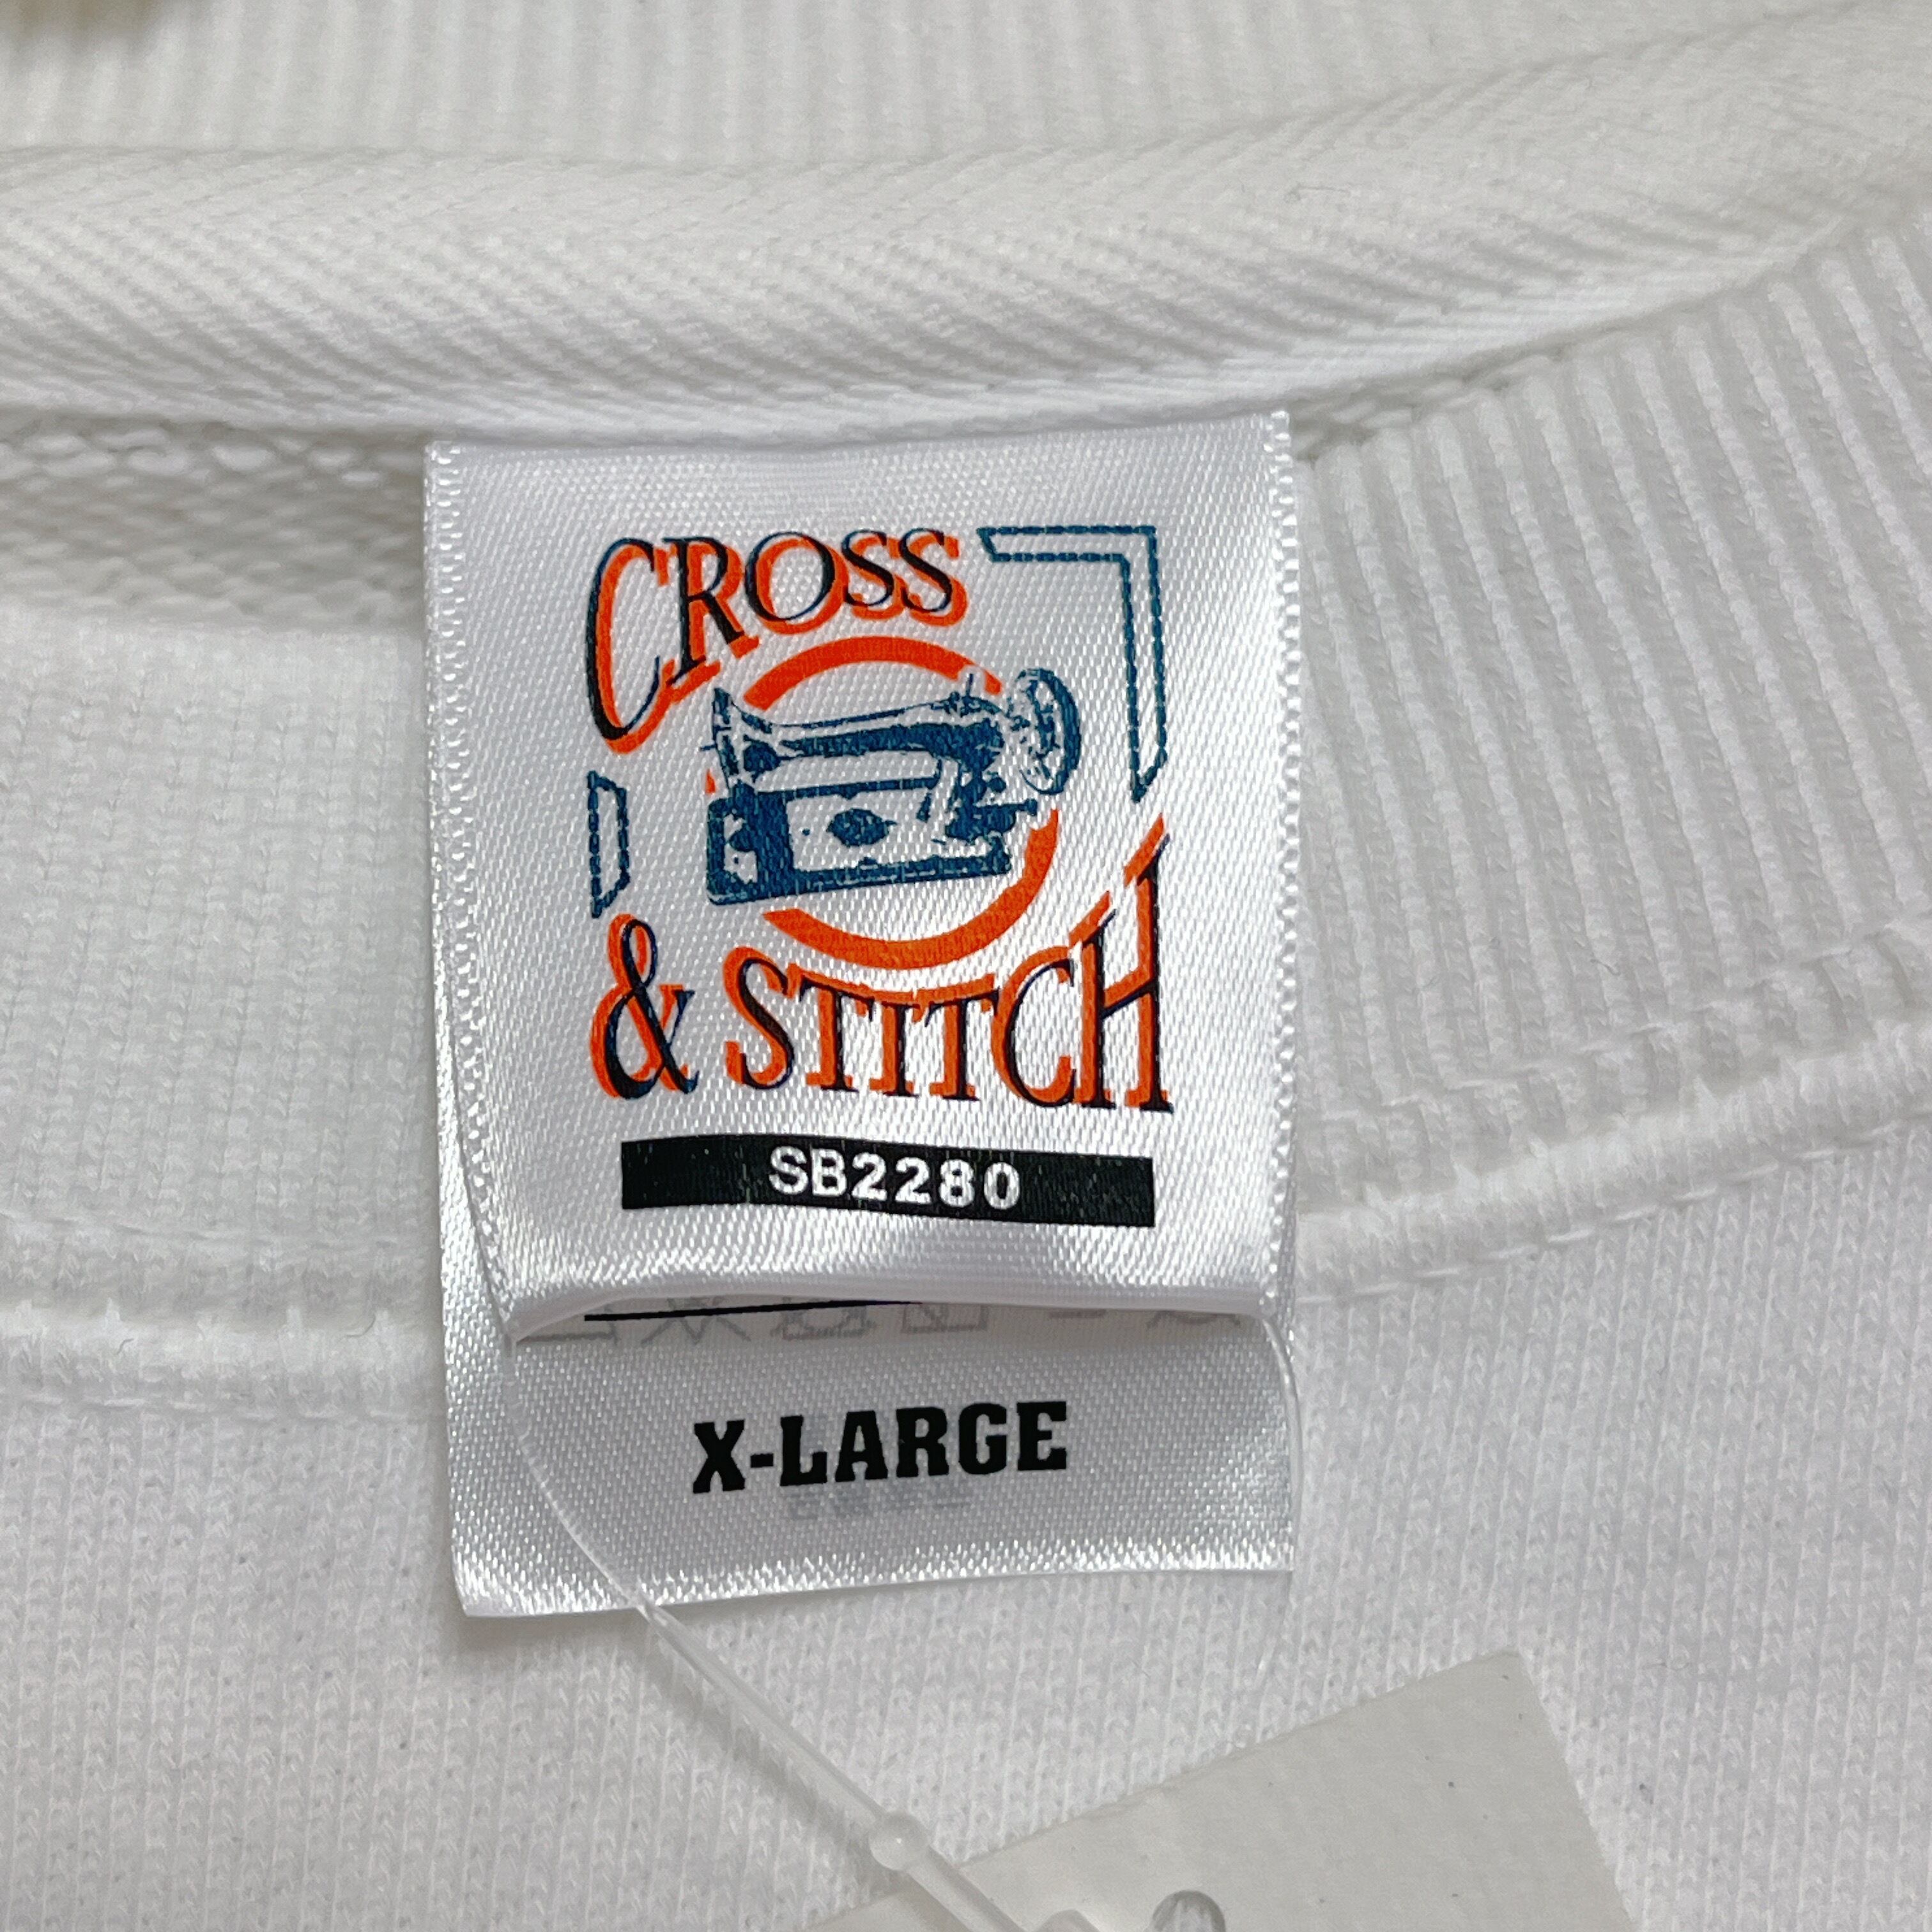 CROSS
& STITCH
SB2280
X-LARGE